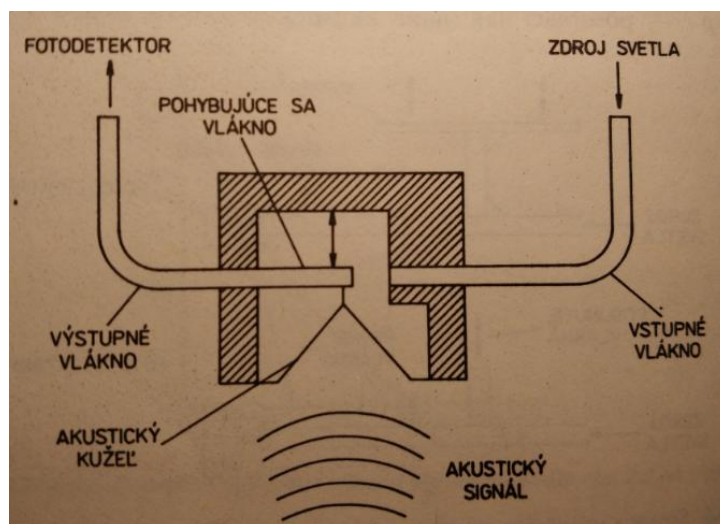 FOTODETEKTOR
ZDROJ SVETLA
POHYBUJÚCE SA
VLÁKNO
VÝSTUPNÉ
VLÁKNO
VSTUPNÉ
VLÁKNO
AKUSTICKÝ
KUŽEĽ
AKUSTICKÝ
SIGNÁL